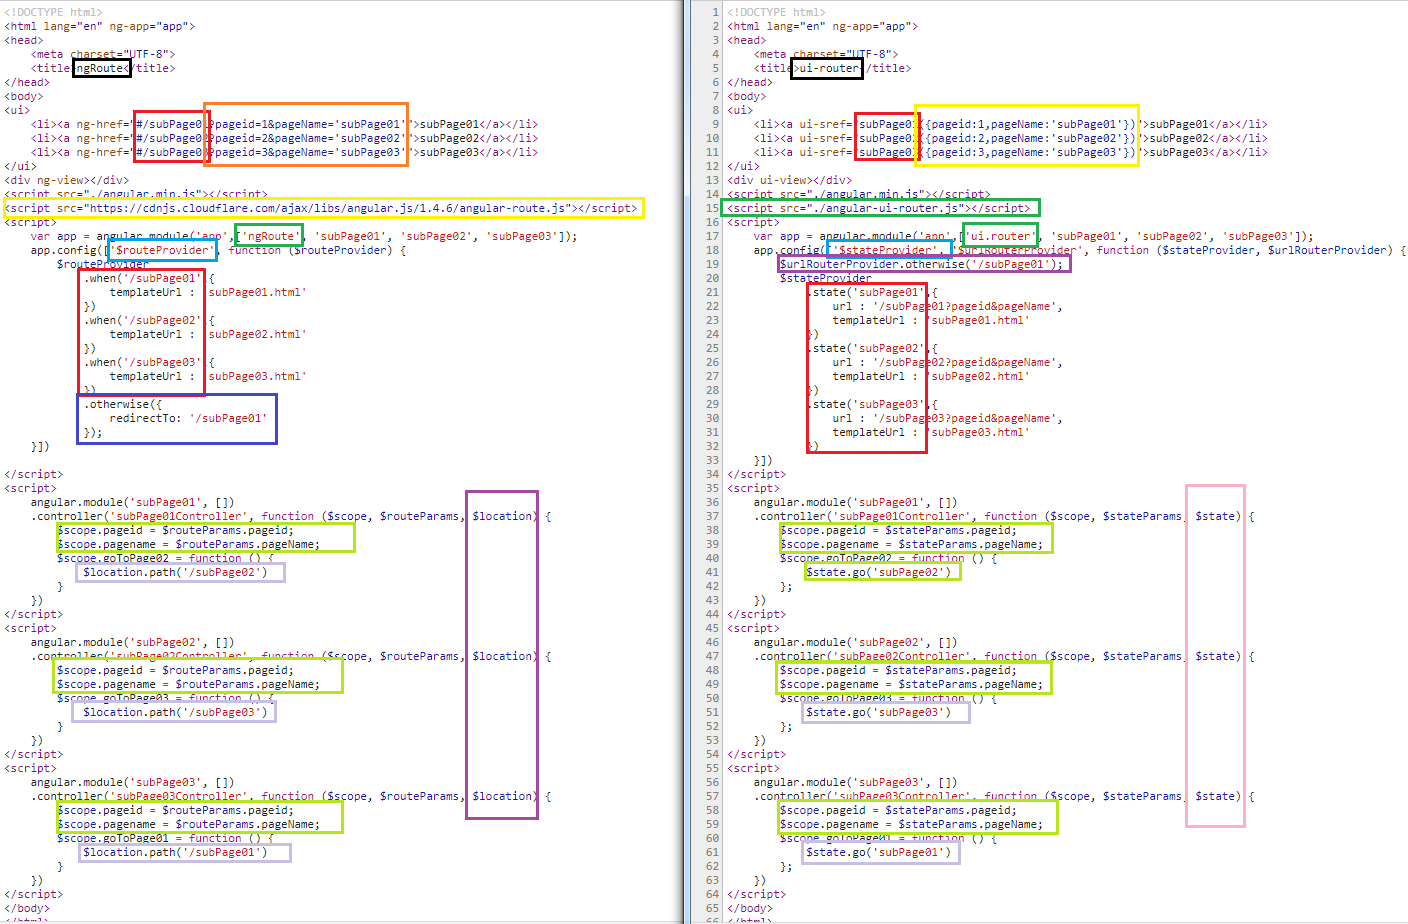 <!DOCTYPE html>
<html lang="en" ng-app="app">
<head>
    <meta charset="UTF-8">
    <title>ngRoute</title>
</head>
<body>
<ui>
    <li><a ng-href="#/subPage01?pageid=1&pageName='subPage01'">subPage01</a></li>
    <li><a ng-href="#/subPage02?pageid=2&pageName='subPage02'">subPage02</a></li>
    <li><a ng-href="#/subPage03?pageid=3&pageName='subPage03'">subPage03</a></li>
</ui>
<div ng-view></div>
<script src="./angular.min.js"></script>
<script src="https://cdnjs.cloudflare.com/ajax/libs/angular.js/1.4.6/angular-route.js"></script>
<script>
    var app = angular.module('app',['ngRoute', 'subPage01', 'subPage02', 'subPage03']);
    app.config(['$routeProvider', function ($routeProvider) {
        $routeProvider
            .when('/subPage01',{
                templateUrl : 'subPage01.html'
            })
            .when('/subPage02',{
                templateUrl : 'subPage02.html'
            })
            .when('/subPage03',{
                templateUrl : 'subPage03.html'
            })
            .otherwise({
                redirectTo: '/subPage01'
            });
    }])
</script>
<script>
    angular.module('subPage01', [])
    .controller('subPage01Controller', function ($scope, $routeParams, $location) {
        $scope.pageid = $routeParams.pageid;
        $scope.pagename = $routeParams.pageName;
        $scope.goToPage02 = function () {
            $location.path('/subPage02')
        }
    })
</script>
<script>
    angular.module('subPage02', [])
    .controller('subPage02Controller', function ($scope, $routeParams, $location) {
        $scope.pageid = $routeParams.pageid;
        $scope.pagename = $routeParams.pageName;
        $scope.goToPage03 = function () {
            $location.path('/subPage03')
        }
    })
</script>
<script>
    angular.module('subPage03', [])
    .controller('subPage03Controller', function ($scope, $routeParams, $location) {
        $scope.pageid = $routeParams.pageid;
        $scope.pagename = $routeParams.pageName;
        $scope.goToPage01 = function () {
            $location.path('/subPage01')
        }
    })
</script>
</body>
</html>
1 <!DOCTYPE html>
2 <html lang="en" ng-app="app">
3 <head>
4     <meta charset="UTF-8">
5     <title>ui-router</title>
6 </head>
7 <body>
8 <ui>
9     <li><a ui-sref="subPage01({pageid:1,pageName:'subPage01'})">subPage01</a></li>
10     <li><a ui-sref="subPage02({pageid:2,pageName:'subPage02'})">subPage02</a></li>
11     <li><a ui-sref="subPage03({pageid:3,pageName:'subPage03'})">subPage03</a></li>
12 </ui>
13 <div ui-view></div>
14 <script src="./angular.min.js"></script>
15 <script src="./angular-ui-router.js"></script>
16 <script>
17     var app = angular.module('app',['ui.router', 'subPage01', 'subPage02', 'subPage03']);
18     app.config(['$stateProvider', '$urlRouterProvider', function ($stateProvider, $urlRouterProvider) {
19         $urlRouterProvider.otherwise('/subPage01');
20         $stateProvider
21             .state('subPage01',{
22                 url : '/subPage01?pageid&pageName',
23                 templateUrl : 'subPage01.html'
24             })
25             .state('subPage02',{
26                 url : '/subPage02?pageid&pageName',
27                 templateUrl : 'subPage02.html'
28             })
29             .state('subPage03',{
30                 url : '/subPage03?pageid&pageName',
31                 templateUrl : 'subPage03.html'
32             })
33     }])
34 </script>
35 <script>
36     angular.module('subPage01', [])
37     .controller('subPage01Controller', function ($scope, $stateParams, $state) {
38         $scope.pageid = $stateParams.pageid;
39         $scope.pagename = $stateParams.pageName;
40         $scope.goToPage02 = function () {
41             $state.go('subPage02')
42         };
43     })
44 </script>
45 <script>
46     angular.module('subPage02', [])
47     .controller('subPage02Controller', function ($scope, $stateParams, $state) {
48         $scope.pageid = $stateParams.pageid;
49         $scope.pagename = $stateParams.pageName;
50         $scope.goToPage03 = function () {
51             $state.go('subPage03')
52         };
53     })
54 </script>
55 <script>
56     angular.module('subPage03', [])
57     .controller('subPage03Controller', function ($scope, $stateParams, $state) {
58         $scope.pageid = $stateParams.pageid;
59         $scope.pagename = $stateParams.pageName;
60         $scope.goToPage01 = function () {
61             $state.go('subPage01')
62         };
63     })
64 </script>
65 </body>
66 </html>